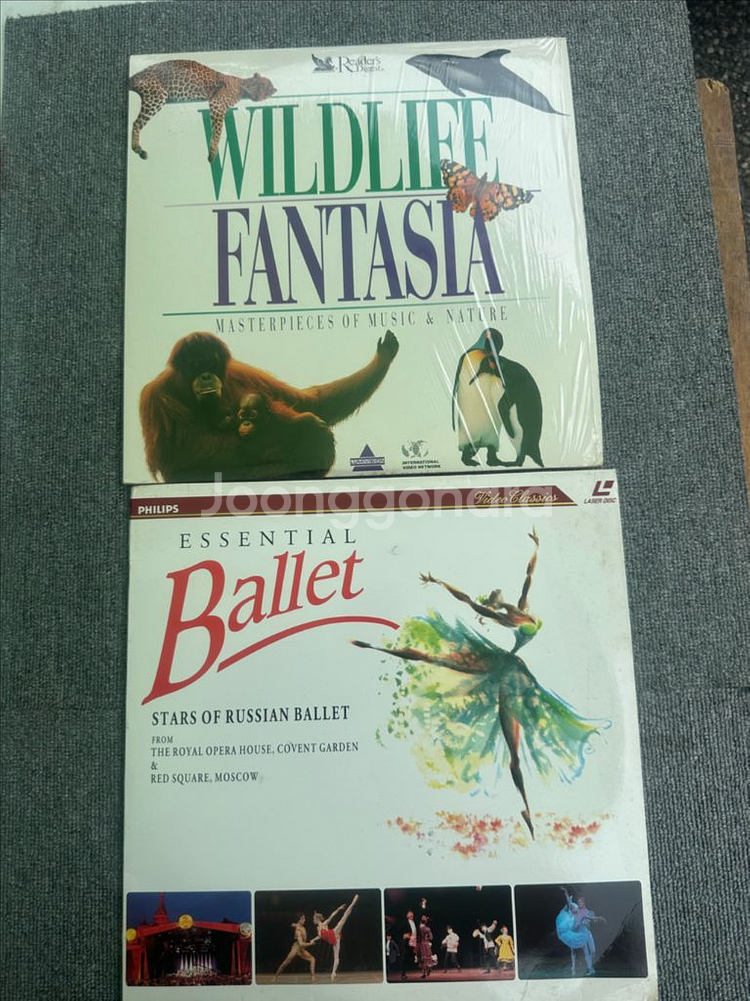 Reader's
Digest
WILDLIFE
FANTASIA
MASTERPIECES OF MUSIC & NATURE
INTERNATIONAL
VIDEO NETWORK
Joonggonara
PHILIPS
Video Classics
LASER DISC
ESSENTIAL
Ballet
STARS OF RUSSIAN BALLET
FROM
THE ROYAL OPERA HOUSE, COVENT GARDEN
&
RED SQUARE, MOSCOW